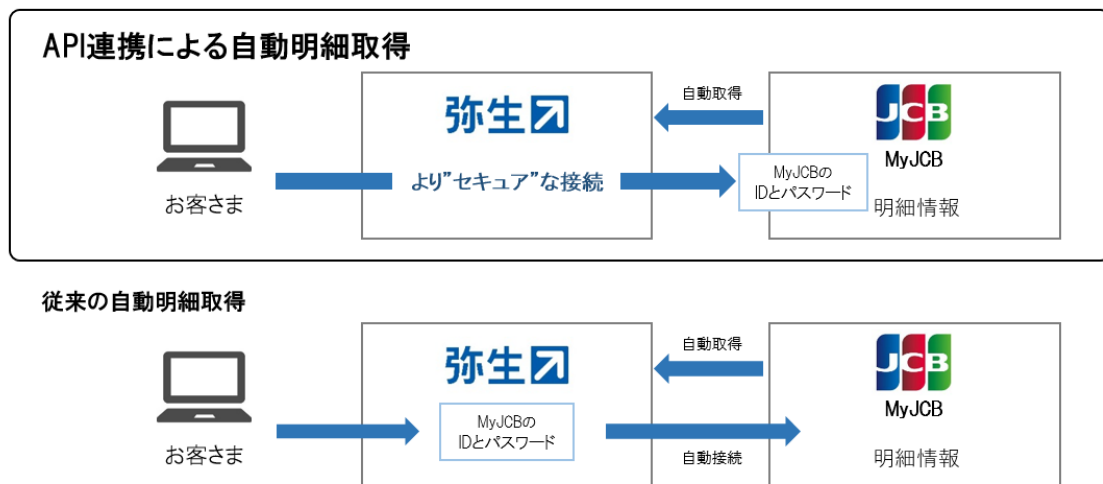 API連携による自動明細取得
お客さま
弥生
より”セキュア”な接続
自動取得
MyJCBの
IDとパスワード
JCB
MyJCB
明細情報
従来の自動明細取得
お客さま
弥生
MyJCBの
IDとパスワード
自動取得
自動接続
JCB
MyJCB
明細情報